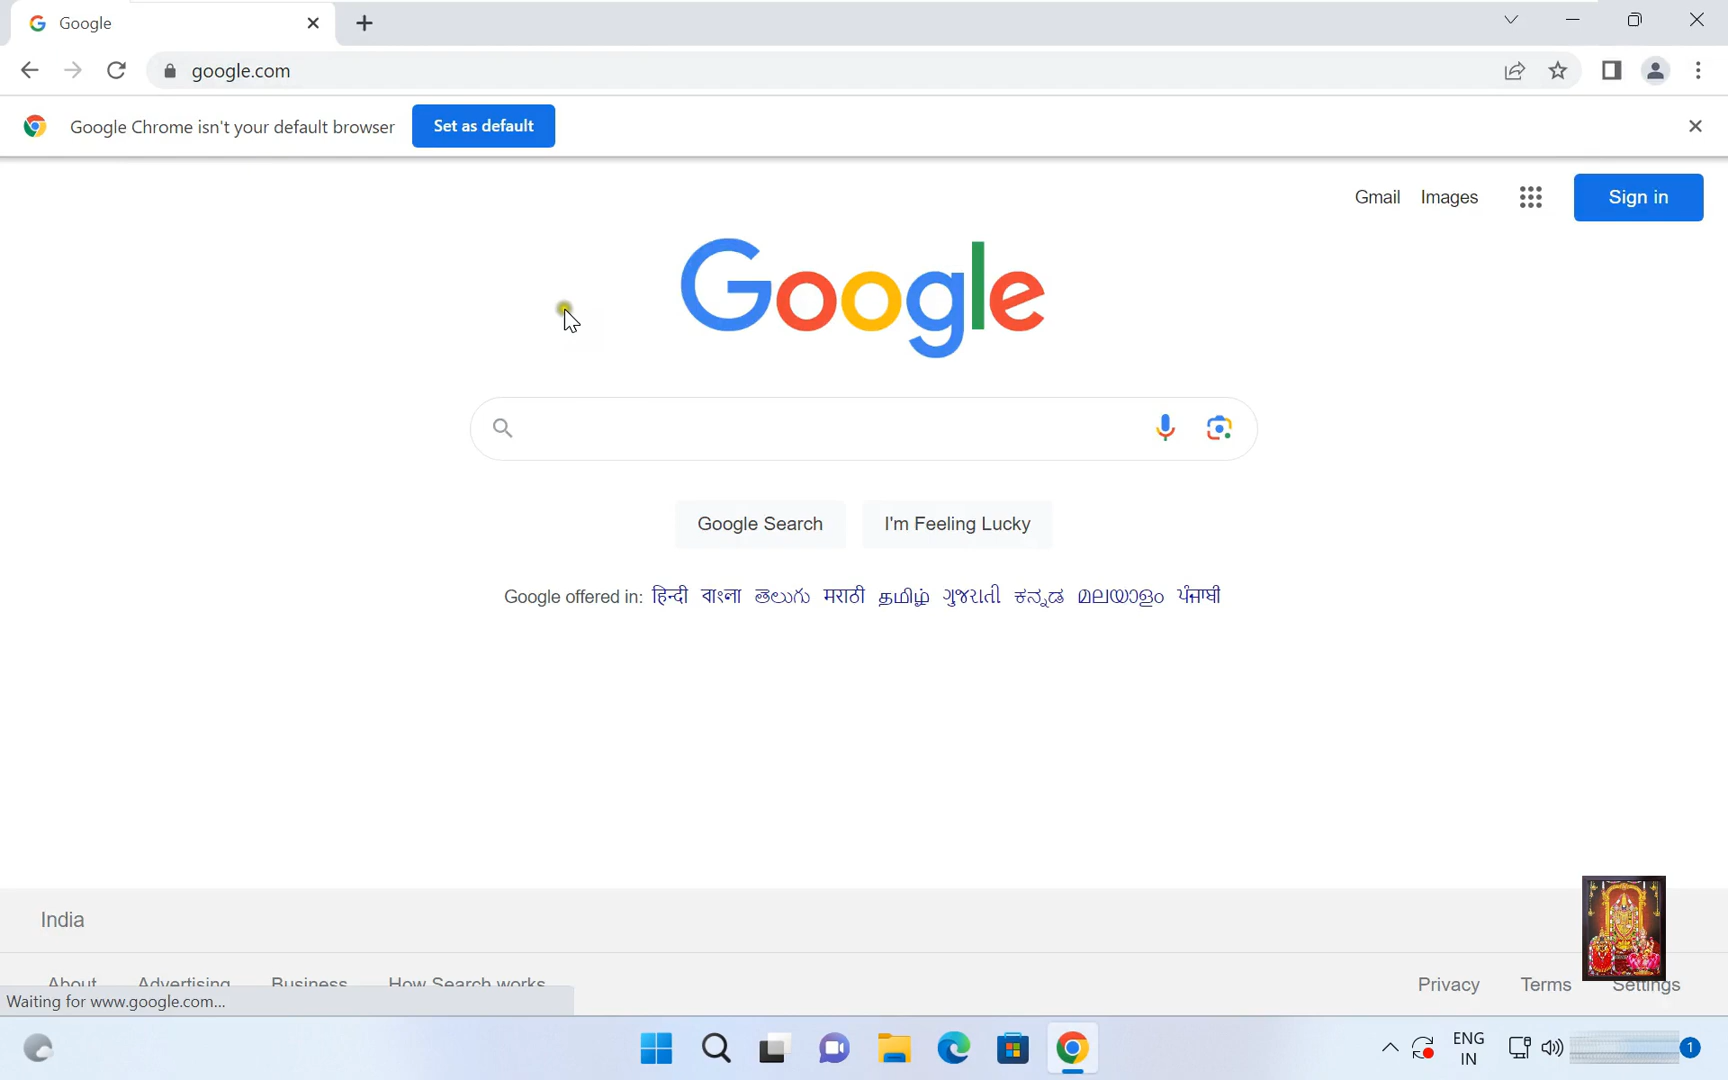 Google
google.com
Google Chrome isn't your default browser Set as default
Gmail Images Sign in
Google
Google Search I'm Feeling Lucky
Google offered in: हिन्दी বাংলা తెలుగు मराठी தமிழ் ગુજરાતી ಕನ್ನಡ മലയാളം ਪੰਜਾਬੀ
India
About Advertising Business How Search works Privacy Terms Settings
Waiting for www.google.com...
ENG
IN
1